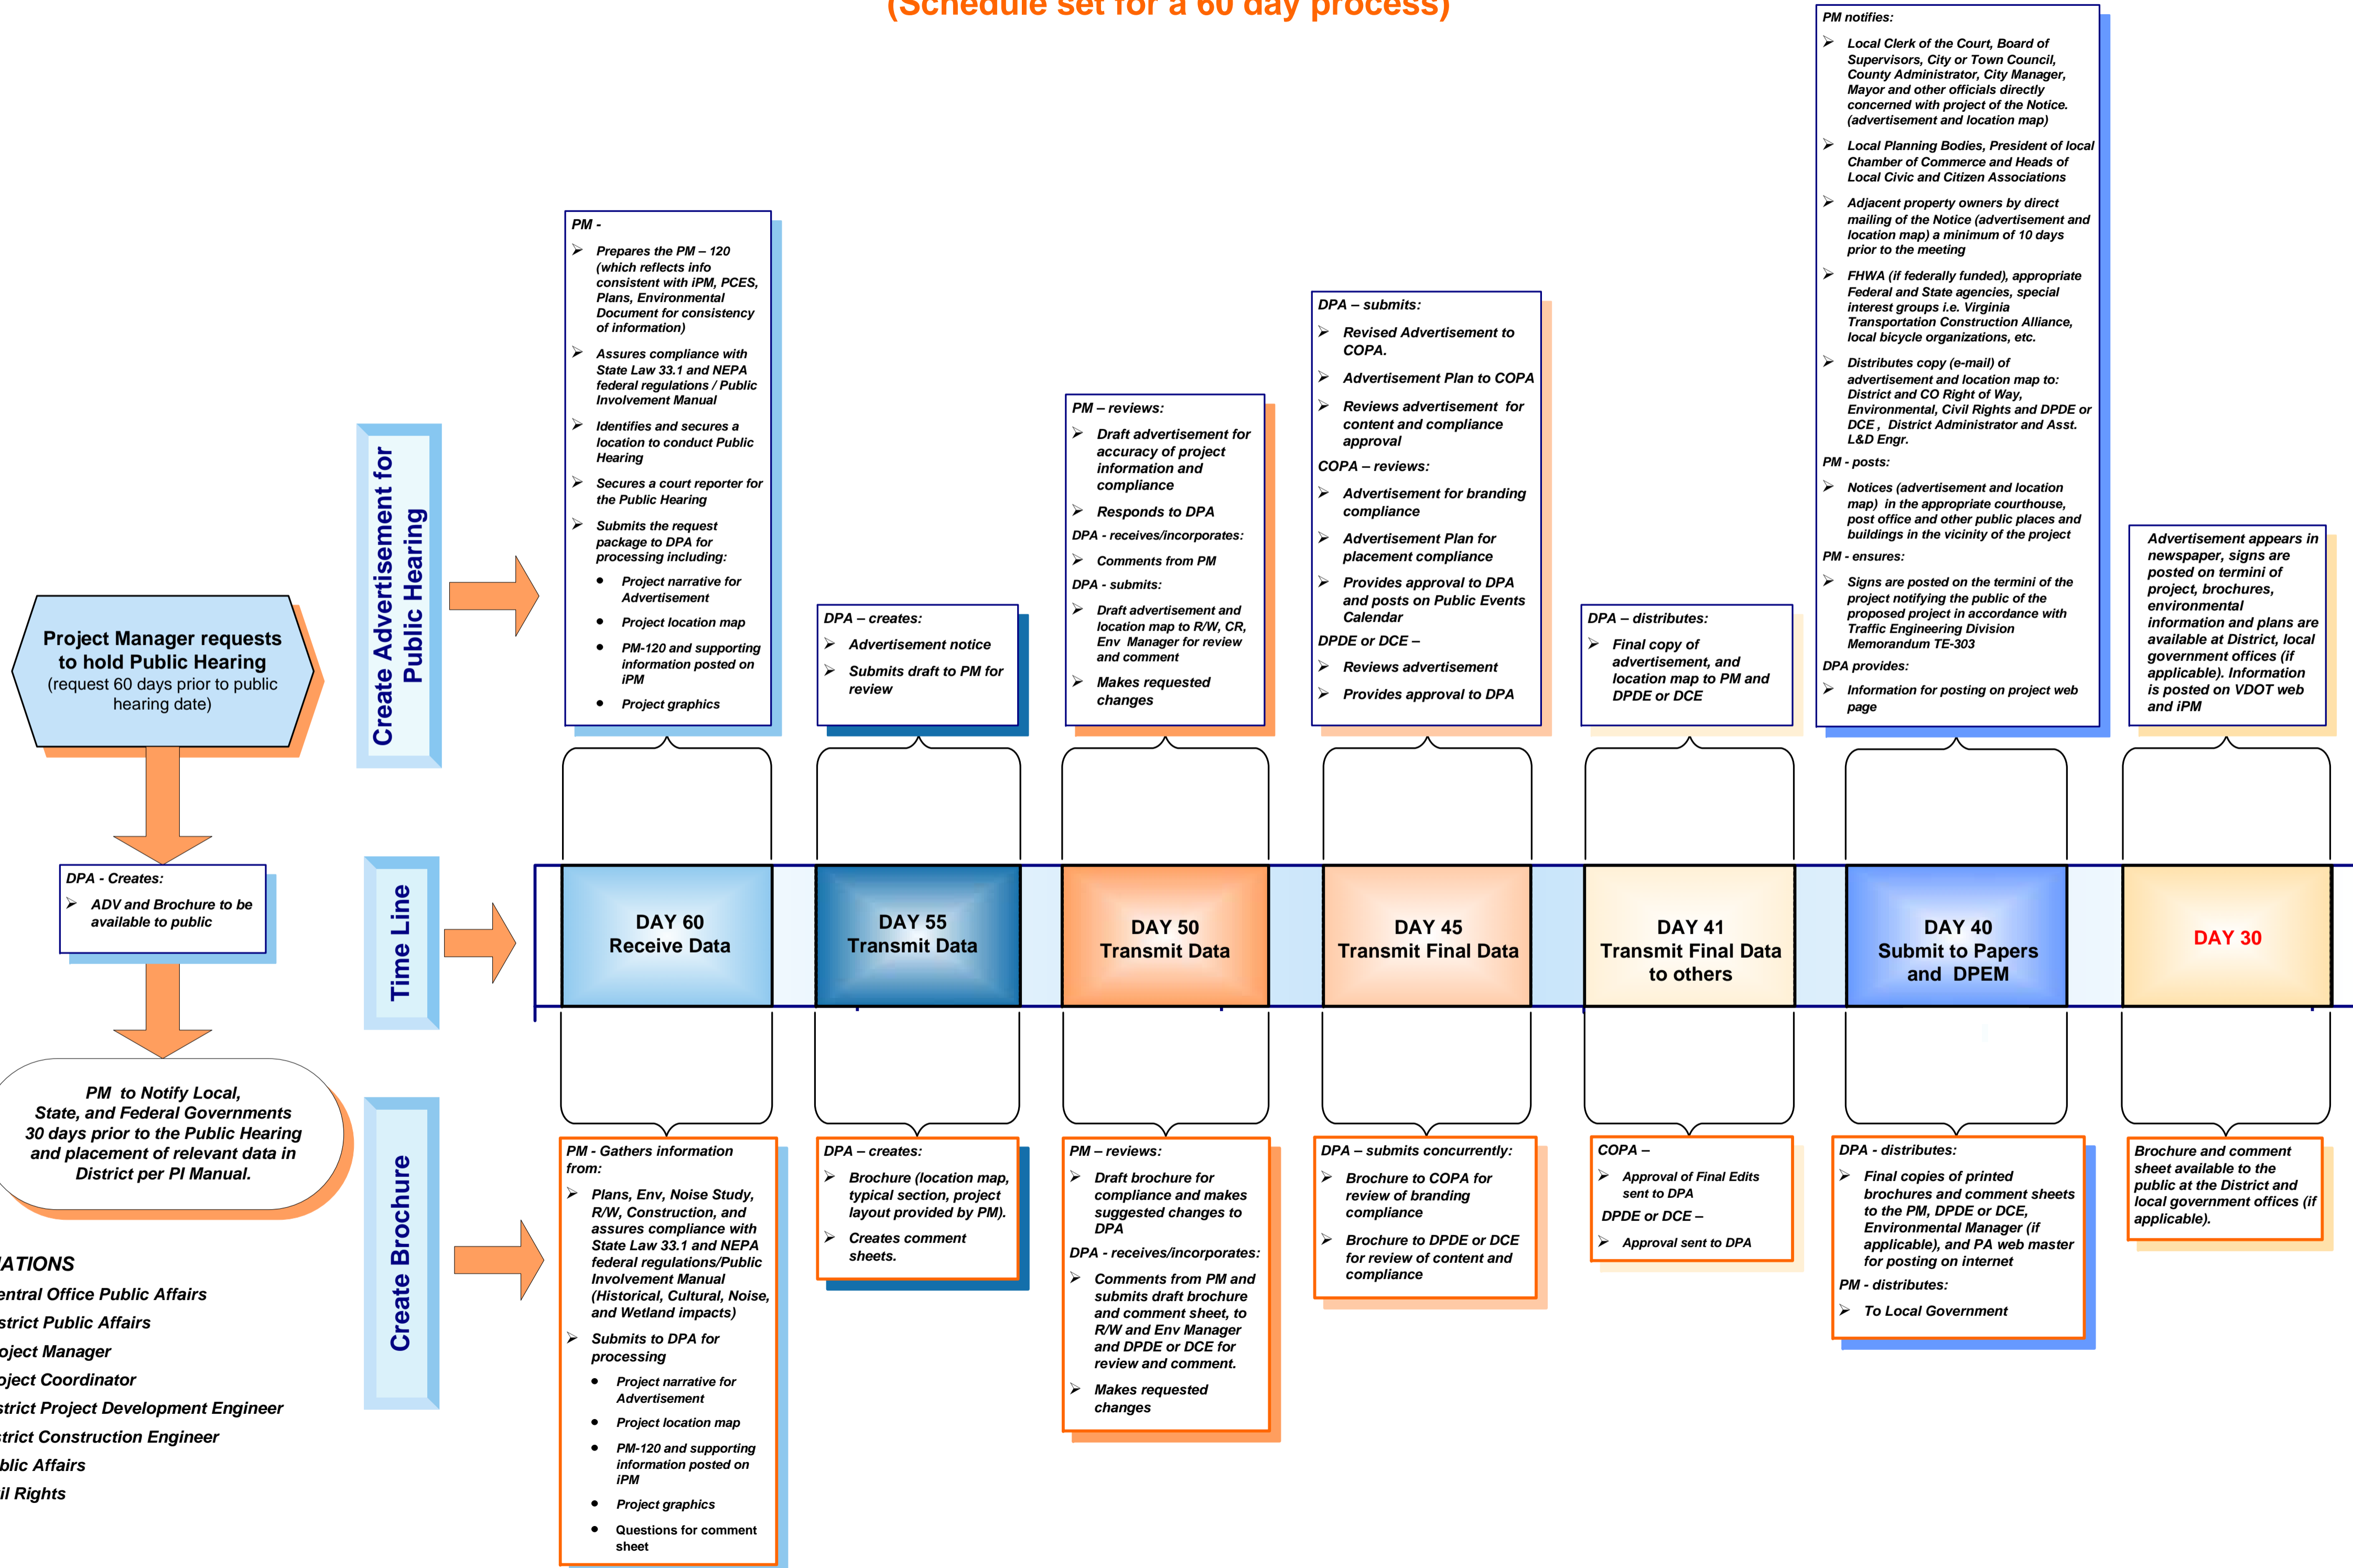 (Schedule set for a 60 day process)
Project Manager requests
to hold Public Hearing
(request 60 days prior to public
hearing date)
DPA - Creates:
ADV and Brochure to be
available to public
PM to Notify Local,
State, and Federal Governments
30 days prior to the Public Hearing
and placement of relevant data in
District per PI Manual.
Central Office Public Affairs
District Public Affairs
Project Manager
Project Coordinator
District Project Development Engineer
District Construction Engineer
Public Affairs
Civil Rights
Create Advertisement for
Public Hearing
PM -
Prepares the PM – 120
(which reflects info
consistent with iPM, PCES,
Plans, Environmental
Document for consistency
of information)
Assures compliance with
State Law 33.1 and NEPA
federal regulations / Public
Involvement Manual
Identifies and secures a
location to conduct Public
Hearing
Secures a court reporter for
the Public Hearing
Submits the request
package to DPA for
processing including:
Project narrative for
Advertisement
Project location map
PM-120 and supporting
information posted on
iPM
Project graphics
DPA – creates:
Advertisement notice
Submits draft to PM for
review
PM – reviews:
Draft advertisement for
accuracy of project
information and
compliance
Responds to DPA
DPA - receives/incorporates:
Comments from PM
DPA - submits:
Draft advertisement and
location map to R/W, CR,
Env Manager for review
and comment
Makes requested
changes
DPA – submits:
Revised Advertisement to
COPA.
Advertisement Plan to COPA
Reviews advertisement for
content and compliance
approval
COPA – reviews:
Advertisement for branding
compliance
Advertisement Plan for
placement compliance
Provides approval to DPA
and posts on Public Events
Calendar
DPDE or DCE –
Reviews advertisement
Provides approval to DPA
DPA – distributes:
Final copy of
advertisement, and
location map to PM and
DPDE or DCE
PM notifies:
Local Clerk of the Court, Board of
Supervisors, City or Town Council,
County Administrator, City Manager,
Mayor and other officials directly
concerned with project of the Notice.
(advertisement and location map)
Local Planning Bodies, President of local
Chamber of Commerce and Heads of
Local Civic and Citizen Associations
Adjacent property owners by direct
mailing of the Notice (advertisement and
location map) a minimum of 10 days
prior to the meeting
FHWA (if federally funded), appropriate
Federal and State agencies, special
interest groups i.e. Virginia
Transportation Construction Alliance,
local bicycle organizations, etc.
Distributes copy (e-mail) of
advertisement and location map to:
District and CO Right of Way,
Environmental, Civil Rights and DPDE or
DCE , District Administrator and Asst.
L&D Engr.
PM - posts:
Notices (advertisement and location
map) in the appropriate courthouse,
post office and other public places and
buildings in the vicinity of the project
PM - ensures:
Signs are posted on the termini of the
project notifying the public of the
proposed project in accordance with
Traffic Engineering Division
Memorandum TE-303
DPA provides:
Information for posting on project web
page
Advertisement appears in
newspaper, signs are
posted on termini of
project, brochures,
environmental
information and plans are
available at District, local
government offices (if
applicable). Information
is posted on VDOT web
and iPM
Time Line
DAY 60
Receive Data
DAY 55
Transmit Data
DAY 50
Transmit Data
DAY 45
Transmit Final Data
DAY 41
Transmit Final Data
to others
DAY 40
Submit to Papers
and DPEM
DAY 30
Create Brochure
PM - Gathers information
from:
Plans, Env, Noise Study,
R/W, Construction, and
assures compliance with
State Law 33.1 and NEPA
federal regulations/Public
Involvement Manual
(Historical, Cultural, Noise,
and Wetland impacts)
Submits to DPA for
processing
Project narrative for
Advertisement
Project location map
PM-120 and supporting
information posted on
iPM
Project graphics
Questions for comment
sheet
DPA – creates:
Brochure (location map,
typical section, project
layout provided by PM).
Creates comment
sheets.
PM – reviews:
Draft brochure for
compliance and makes
suggested changes to
DPA
DPA - receives/incorporates:
Comments from PM and
submits draft brochure
and comment sheet, to
R/W and Env Manager
and DPDE or DCE for
review and comment.
Makes requested
changes
DPA – submits concurrently:
Brochure to COPA for
review of branding
compliance
Brochure to DPDE or DCE
for review of content and
compliance
COPA –
Approval of Final Edits
sent to DPA
DPDE or DCE –
Approval sent to DPA
DPA - distributes:
Final copies of printed
brochures and comment sheets
to the PM, DPDE or DCE,
Environmental Manager (if
applicable), and PA web master
for posting on internet
PM - distributes:
To Local Government
Brochure and comment
sheet available to the
public at the District and
local government offices (if
applicable).